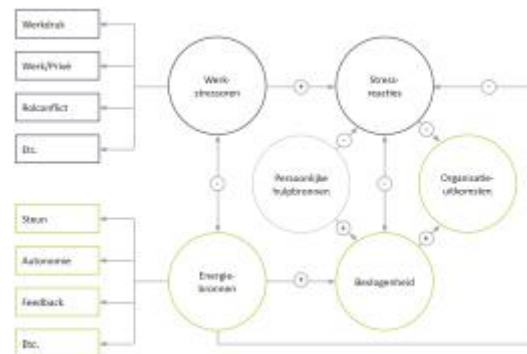 Werkdruk
Werk/Privé
Rolconflict
Etc.
Werk-
stressoren
+
Stress-
reacties
-
-
-
-
-
Persoonlijke
hulpbronnen
Organisatie-
uitkomsten
+
+
Steun
Autonomie
Feedback
Etc.
Energie-
bronnen
+
Bevlogenheid